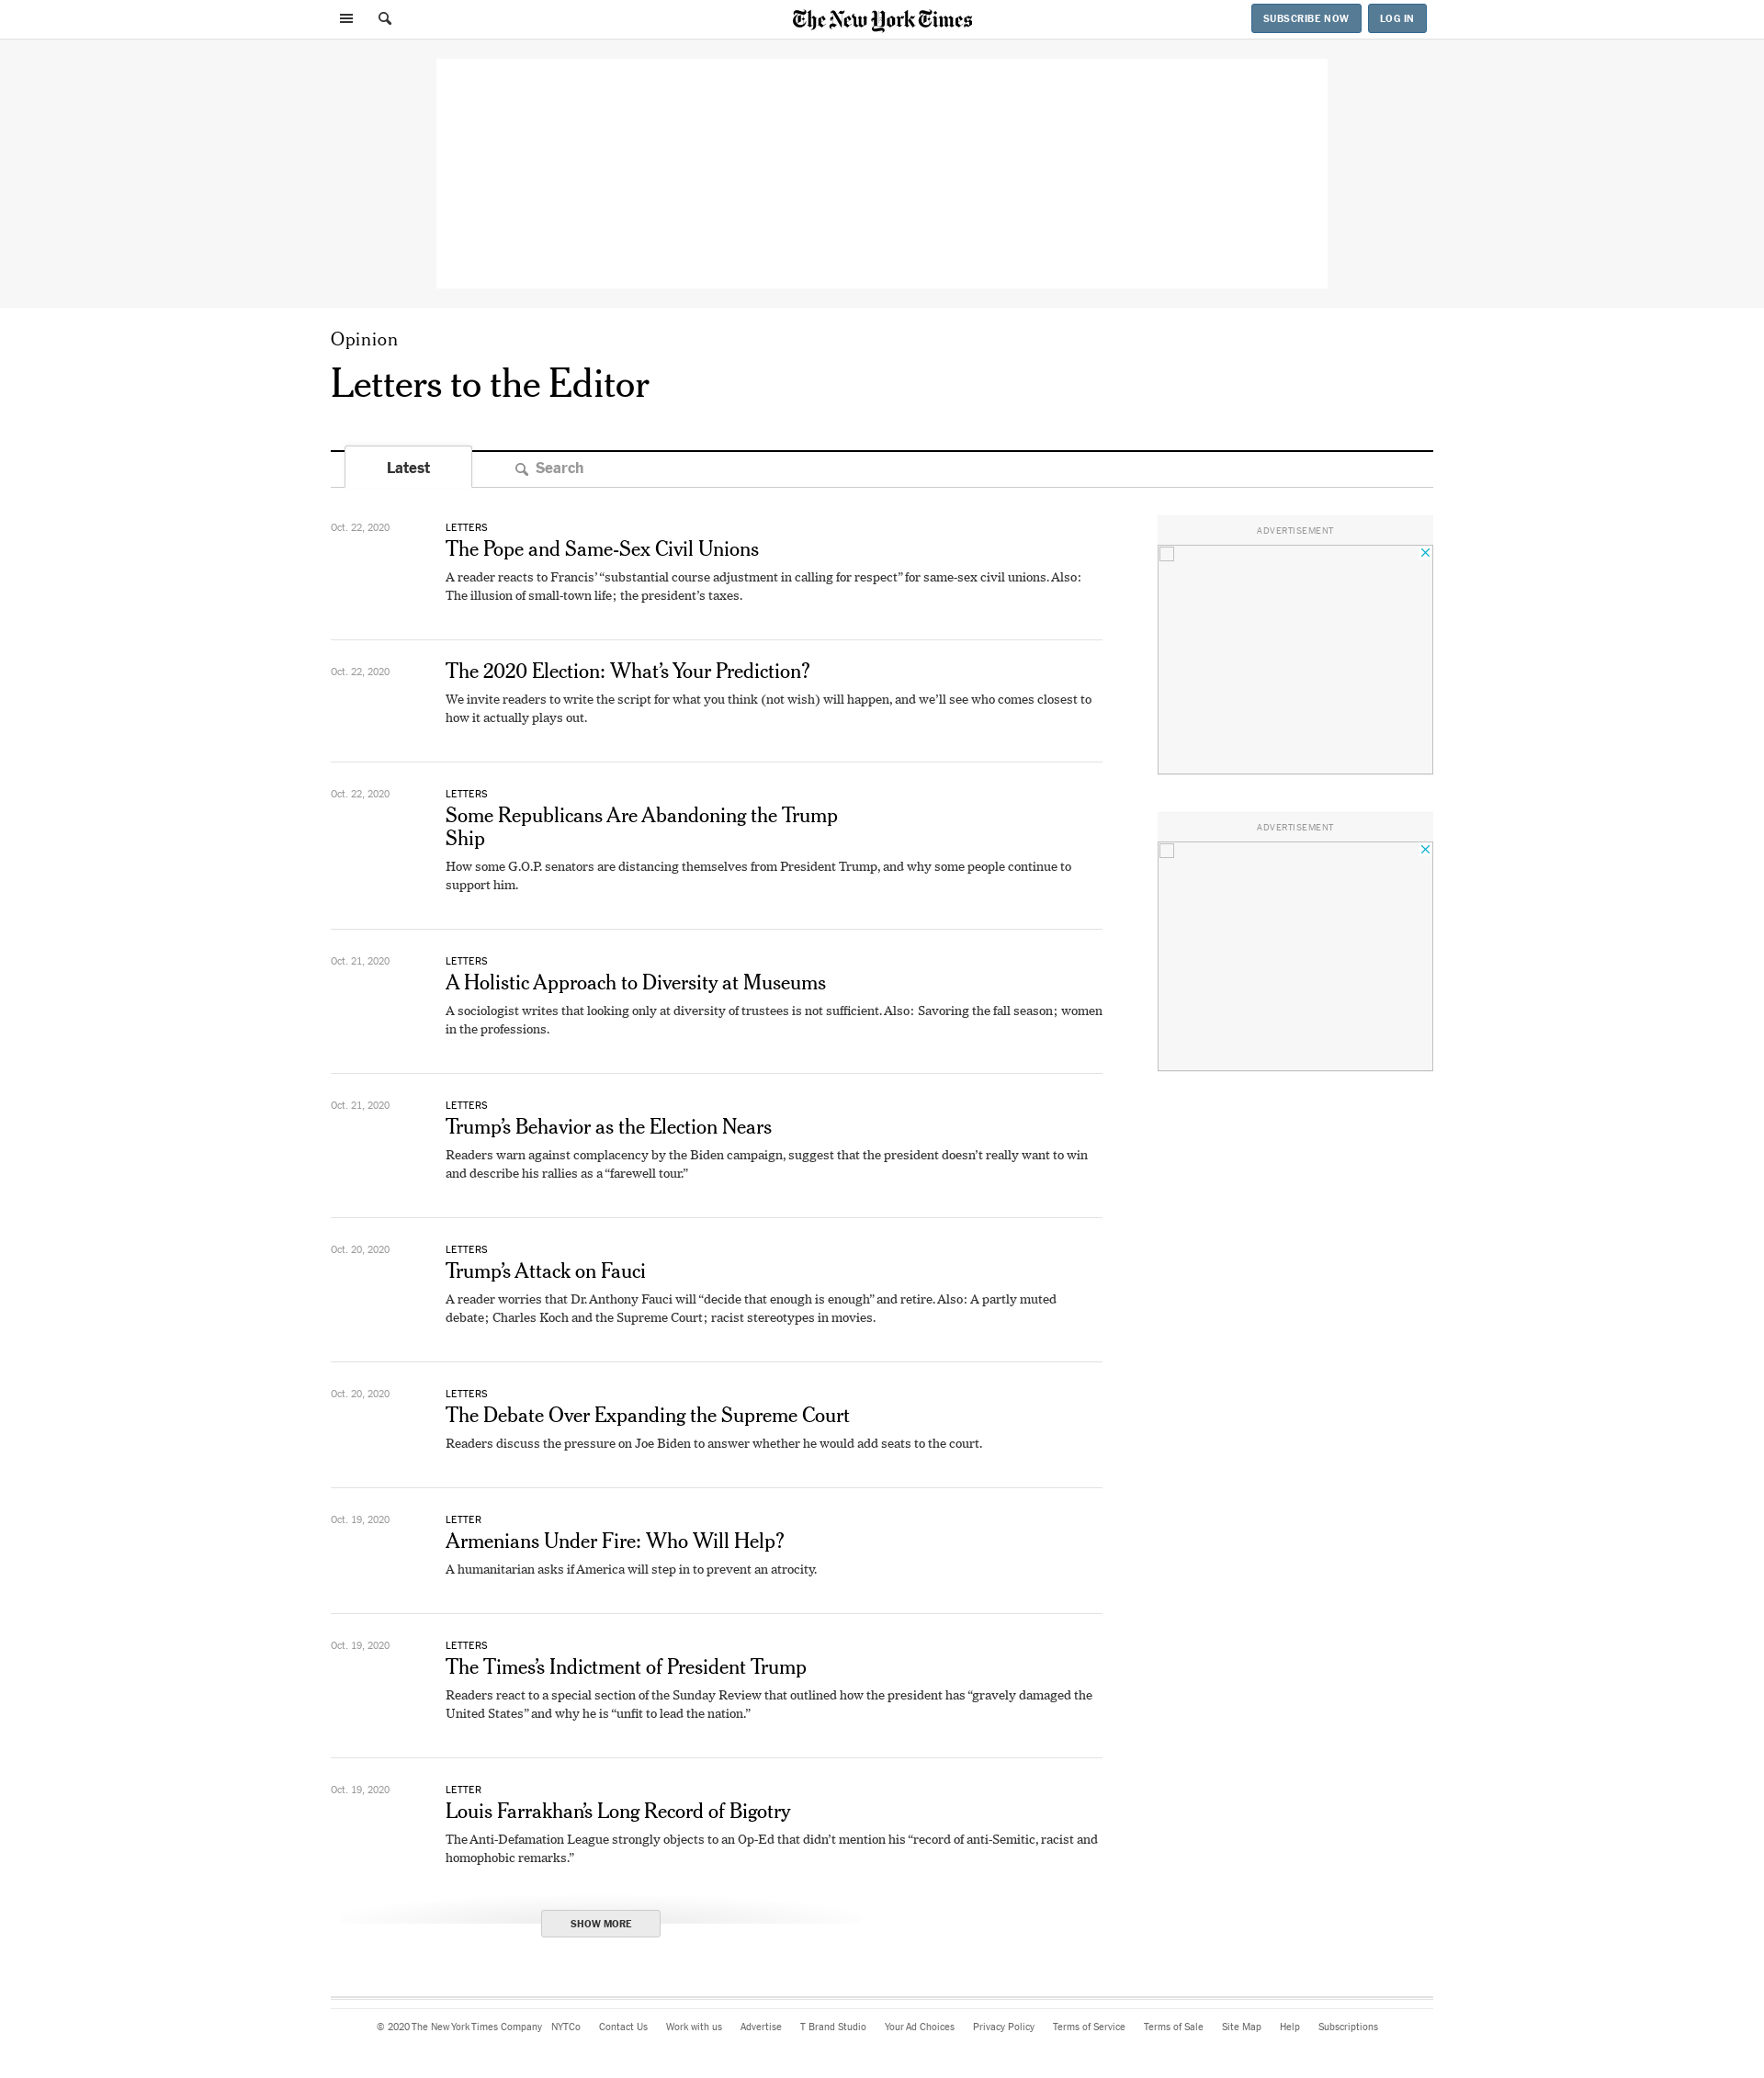 The New York Times
SUBSCRIBE NOW
LOG IN
Opinion
Letters to the Editor
Latest
Search
Oct. 22, 2020
LETTERS
The Pope and Same-Sex Civil Unions
A reader reacts to Francis’ “substantial course adjustment in calling for respect” for same-sex civil unions. Also:
The illusion of small-town life; the president’s taxes.
Oct. 22, 2020
The 2020 Election: What’s Your Prediction?
We invite readers to write the script for what you think (not wish) will happen, and we’ll see who comes closest to
how it actually plays out.
Oct. 22, 2020
LETTERS
Some Republicans Are Abandoning the Trump
Ship
How some G.O.P. senators are distancing themselves from President Trump, and why some people continue to
support him.
Oct. 21, 2020
LETTERS
A Holistic Approach to Diversity at Museums
A sociologist writes that looking only at diversity of trustees is not sufficient. Also: Savoring the fall season; women
in the professions.
Oct. 21, 2020
LETTERS
Trump’s Behavior as the Election Nears
Readers warn against complacency by the Biden campaign, suggest that the president doesn’t really want to win
and describe his rallies as a “farewell tour.”
Oct. 20, 2020
LETTERS
Trump’s Attack on Fauci
A reader worries that Dr. Anthony Fauci will “decide that enough is enough” and retire. Also: A partly muted
debate; Charles Koch and the Supreme Court; racist stereotypes in movies.
Oct. 20, 2020
LETTERS
The Debate Over Expanding the Supreme Court
Readers discuss the pressure on Joe Biden to answer whether he would add seats to the court.
Oct. 19, 2020
LETTER
Armenians Under Fire: Who Will Help?
A humanitarian asks if America will step in to prevent an atrocity.
Oct. 19, 2020
LETTERS
The Times’s Indictment of President Trump
Readers react to a special section of the Sunday Review that outlined how the president has “gravely damaged the
United States” and why he is “unfit to lead the nation.”
Oct. 19, 2020
LETTER
Louis Farrakhan’s Long Record of Bigotry
The Anti-Defamation League strongly objects to an Op-Ed that didn’t mention his “record of anti-Semitic, racist and
homophobic remarks.”
SHOW MORE
ADVERTISEMENT
ADVERTISEMENT
© 2020 The New York Times Company NYTCo Contact Us Work with us Advertise T Brand Studio Your Ad Choices Privacy Policy Terms of Service Terms of Sale Site Map Help Subscriptions